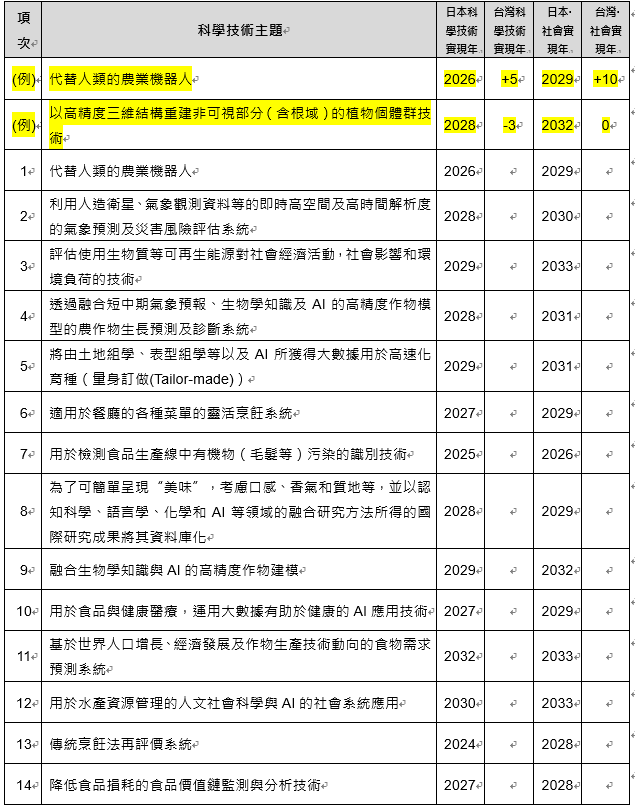 項次 科學技術主題 日本科學技術實現年 台灣科學技術實現年 日本‧社會實現年 台灣‧社會實現年
(例) 代替人類的農業機器人 2026 +5 2029 +10
(例) 以高精度三維結構重建非可視部分（含根域）的植物個體群技術 2028 -3 2032 0
1 代替人類的農業機器人 2026 2029
2 利用人造衛星、氣象觀測資料等的即時高空間及高時間解析度的氣象預測及災害風險評估系統 2028 2030
3 評估使用生物質等可再生能源對社會經濟活動，社會影響和環境負荷的技術 2029 2033
4 透過融合短中期氣象預報、生物學知識及 AI 的高精度作物模型的農作物生長預測及診斷系統 2028 2031
5 將由土地組學、表型組學等以及 AI 所獲得大數據用於高速化育種（量身訂做(Tailor-made)） 2029 2031
6 適用於餐廳的各種菜單的靈活烹飪系統 2027 2029
7 用於檢測食品生產線中有機物（毛髮等）污染的識別技術 2025 2026
8 為了可簡單呈現“美味”，考慮口感、香氣和質地等，並以認知科學、語言學、化學和 AI 等領域的融合研究方法所得的國際研究成果將其資料庫化 2028 2029
9 融合生物學知識與 AI 的高精度作物建模 2029 2032
10 用於食品與健康醫療，運用大數據有助於健康的 AI 應用技術 2027 2029
11 基於世界人口增長、經濟發展及作物生產技術動向的食物需求預測系統 2032 2033
12 用於水產資源管理的人文社會科學與 AI 的社會系統應用 2030 2033
13 傳統烹飪法再評價系統 2024 2028
14 降低食品損耗的食品價值鏈監測與分析技術 2027 2028